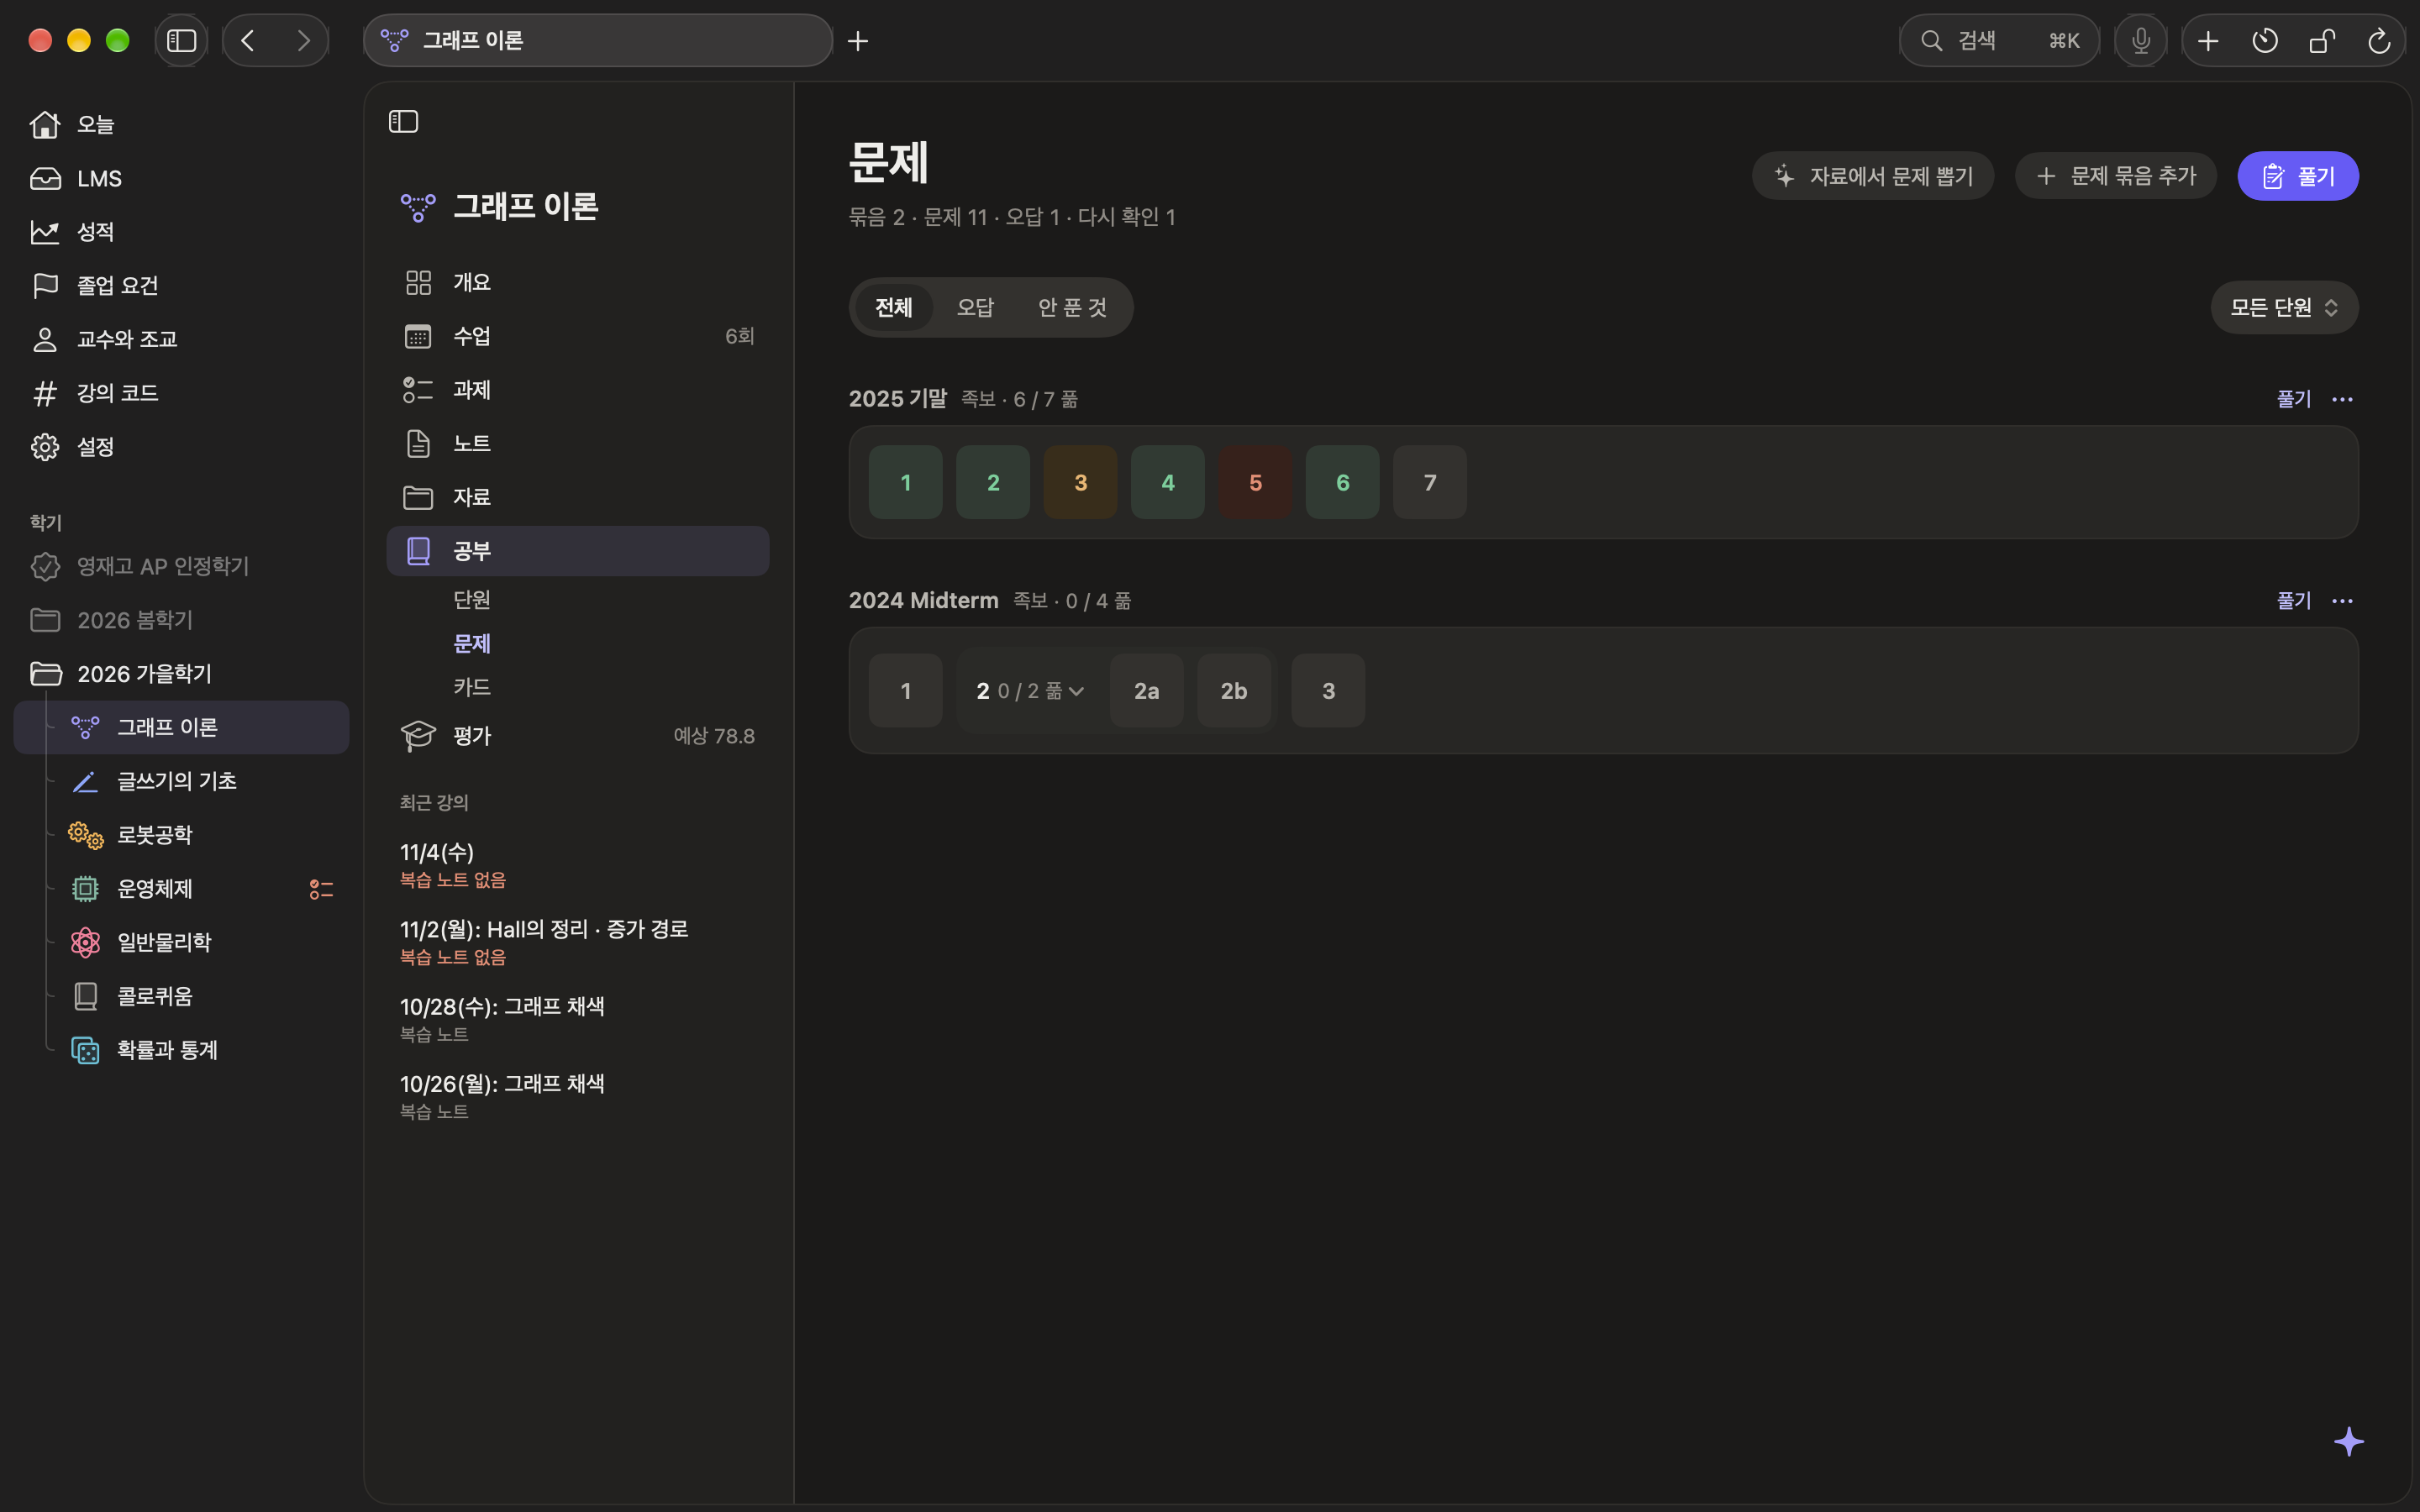 그래프 이론
검색 ⌘K
오늘
LMS
성적
졸업 요건
교수와 조교
강의 코드
설정
학기
영재고 AP 인정학기
2026 봄학기
2026 가을학기
그래프 이론
글쓰기의 기초
로봇공학
운영체제
일반물리학
콜로퀴움
확률과 통계
그래프 이론
개요
수업 6회
과제
노트
자료
공부
단원
문제
카드
평가 예상 78.8
최근 강의
11/4(수)
복습 노트 없음
11/2(월): Hall의 정리 · 증가 경로
복습 노트 없음
10/28(수): 그래프 채색
복습 노트
10/26(월): 그래프 채색
복습 노트
문제
묶음 2 · 문제 11 · 오답 1 · 다시 확인 1
자료에서 문제 뽑기
문제 묶음 추가
풀기
전체 오답 안 푼 것
모든 단원
2025 기말 족보 · 6 / 7 풂
풀기
1 2 3 4 5 6 7
2024 Midterm 족보 · 0 / 4 풂
풀기
1 2 0 / 2 풂 2a 2b 3